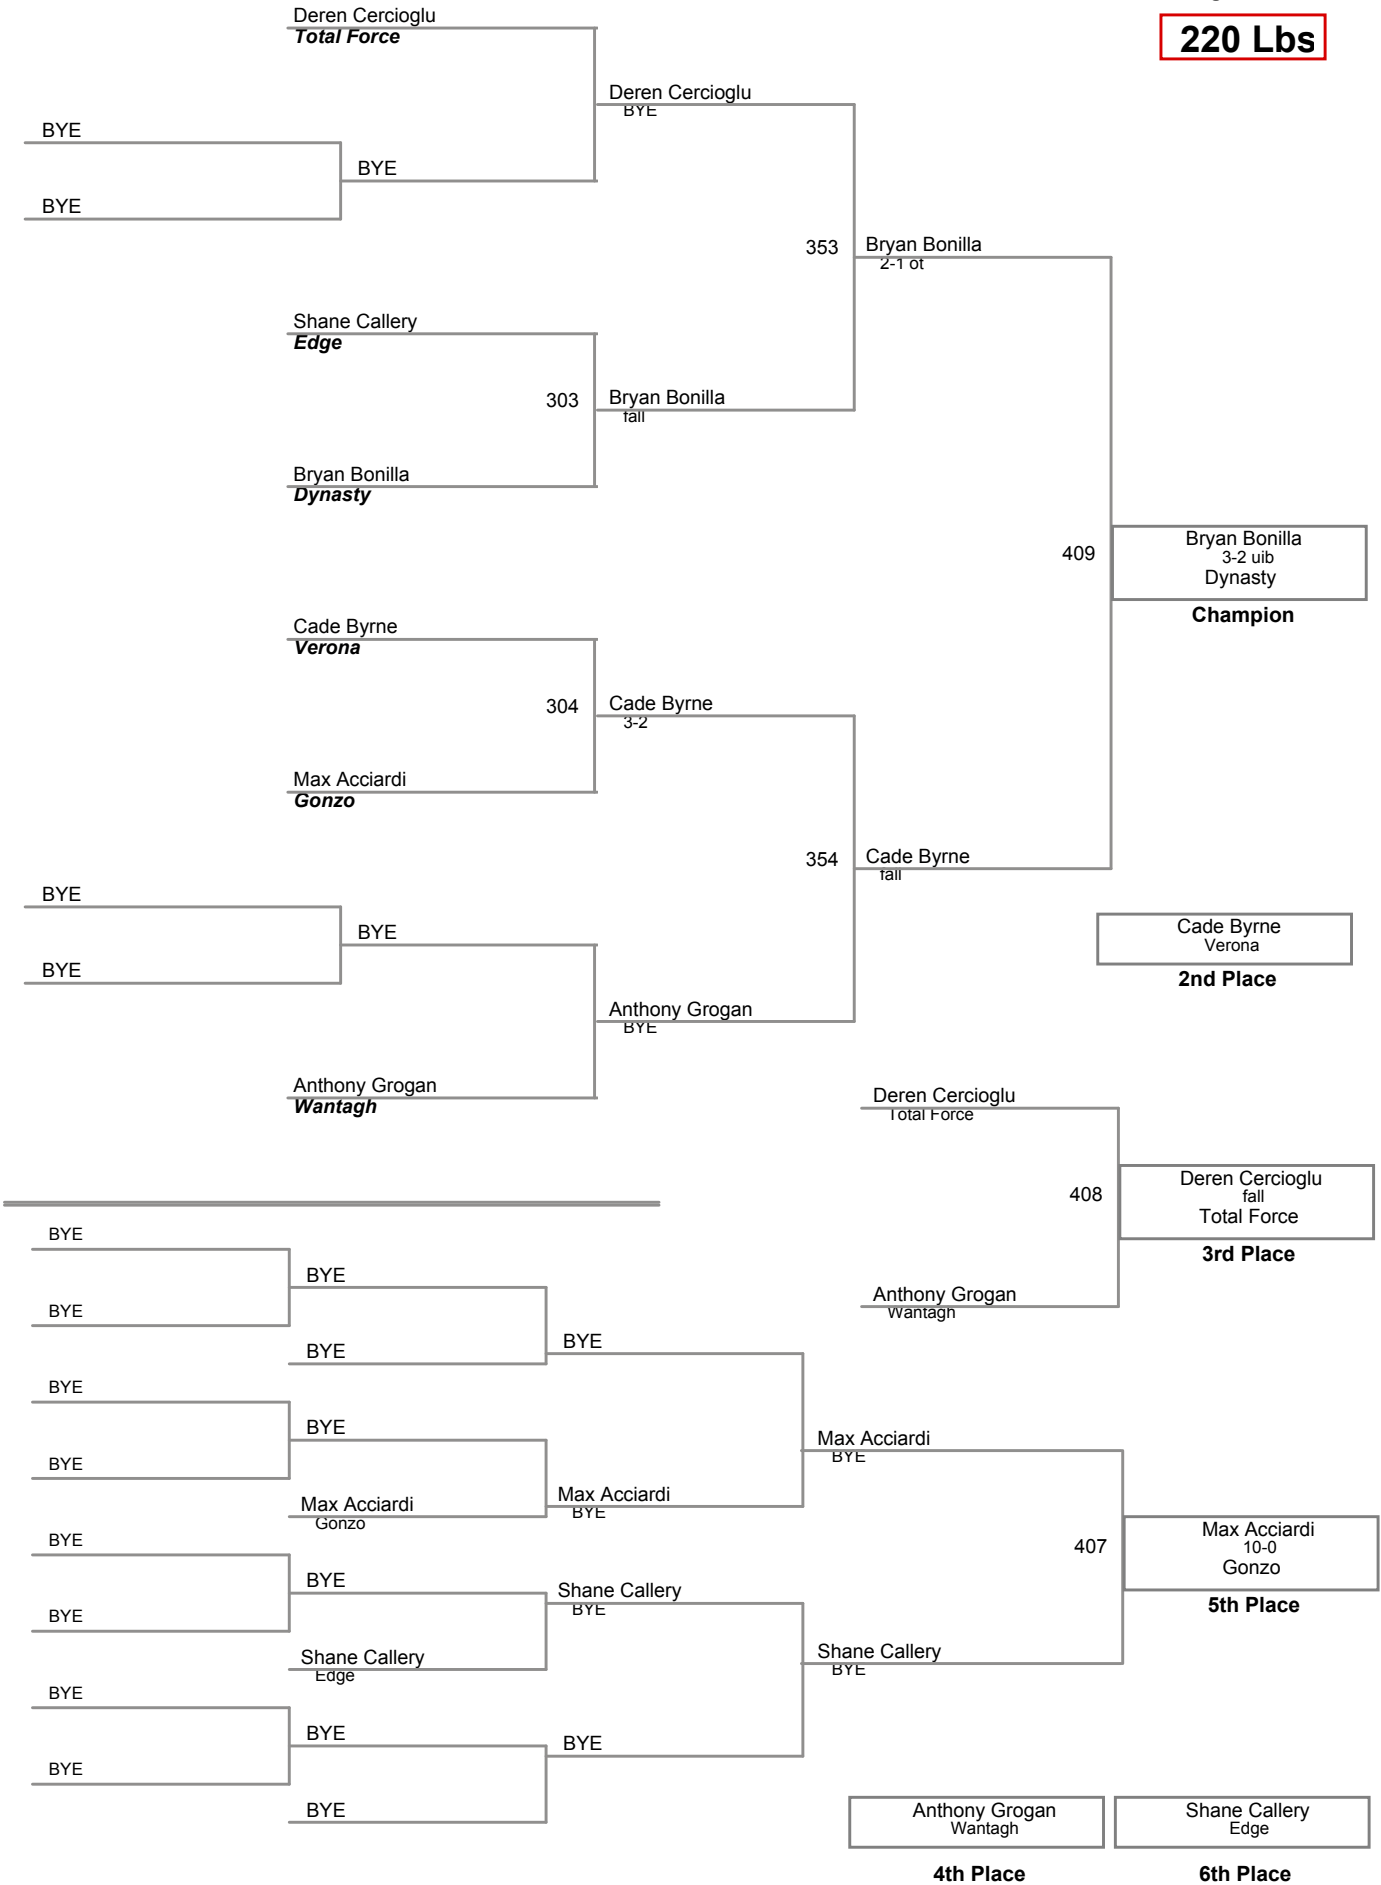 220 Lbs
Deren Cercioglu
Total Force
Deren Cercioglu
BYE
BYE
BYE
BYE
353
Bryan Bonilla
2-1 ot
Shane Callery
Edge
303
Bryan Bonilla
fall
Bryan Bonilla
Dynasty
409
Bryan Bonilla
3-2 uib
Dynasty
Champion
Cade Byrne
Verona
304
Cade Byrne
3-2
Max Acciardi
Gonzo
354
Cade Byrne
fall
BYE
BYE
BYE
Cade Byrne
Verona
2nd Place
Anthony Grogan
BYE
Anthony Grogan
Wantagh
Deren Cercioglu
Total Force
408
Deren Cercioglu
fall
Total Force
3rd Place
Anthony Grogan
Wantagh
BYE
BYE
BYE
BYE
BYE
BYE
BYE
BYE
Max Acciardi
Gonzo
Max Acciardi
BYE
Max Acciardi
BYE
407
Max Acciardi
10-0
Gonzo
5th Place
BYE
BYE
BYE
Shane Callery
BYE
Shane Callery
Edge
Shane Callery
BYE
BYE
BYE
BYE
BYE
BYE
Anthony Grogan
Wantagh
4th Place
Shane Callery
Edge
6th Place